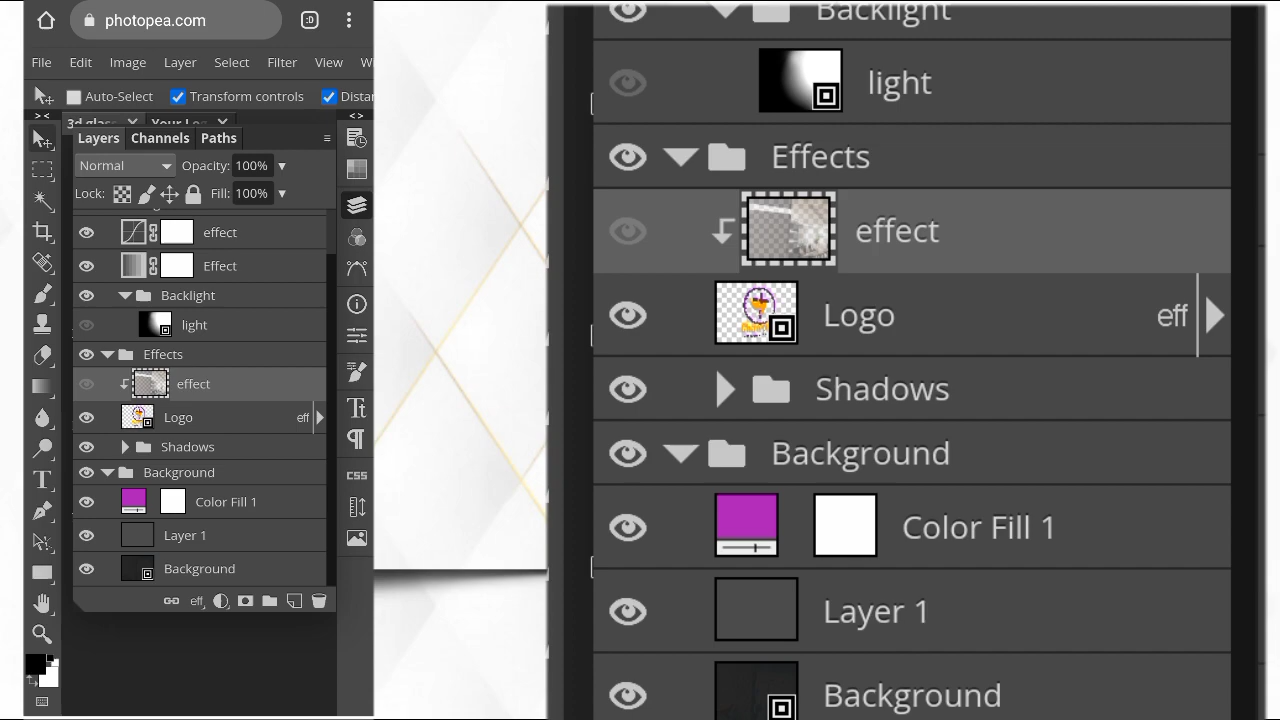 photopea.com
:D
File Edit Image Layer Select Filter View
Auto Select Transform controls
Layers Channels Paths
Normal Opacity: 100%
Lock: Fill: 100%
effect
Effect
Backlight
light
Effects
effect
Logo eff
Shadows
Background
Color Fill 1
Layer 1
Background
eff
CSS
Backlight
light
Effects
effect
Logo eff
Shadows
Background
Color Fill 1
Layer 1
Background